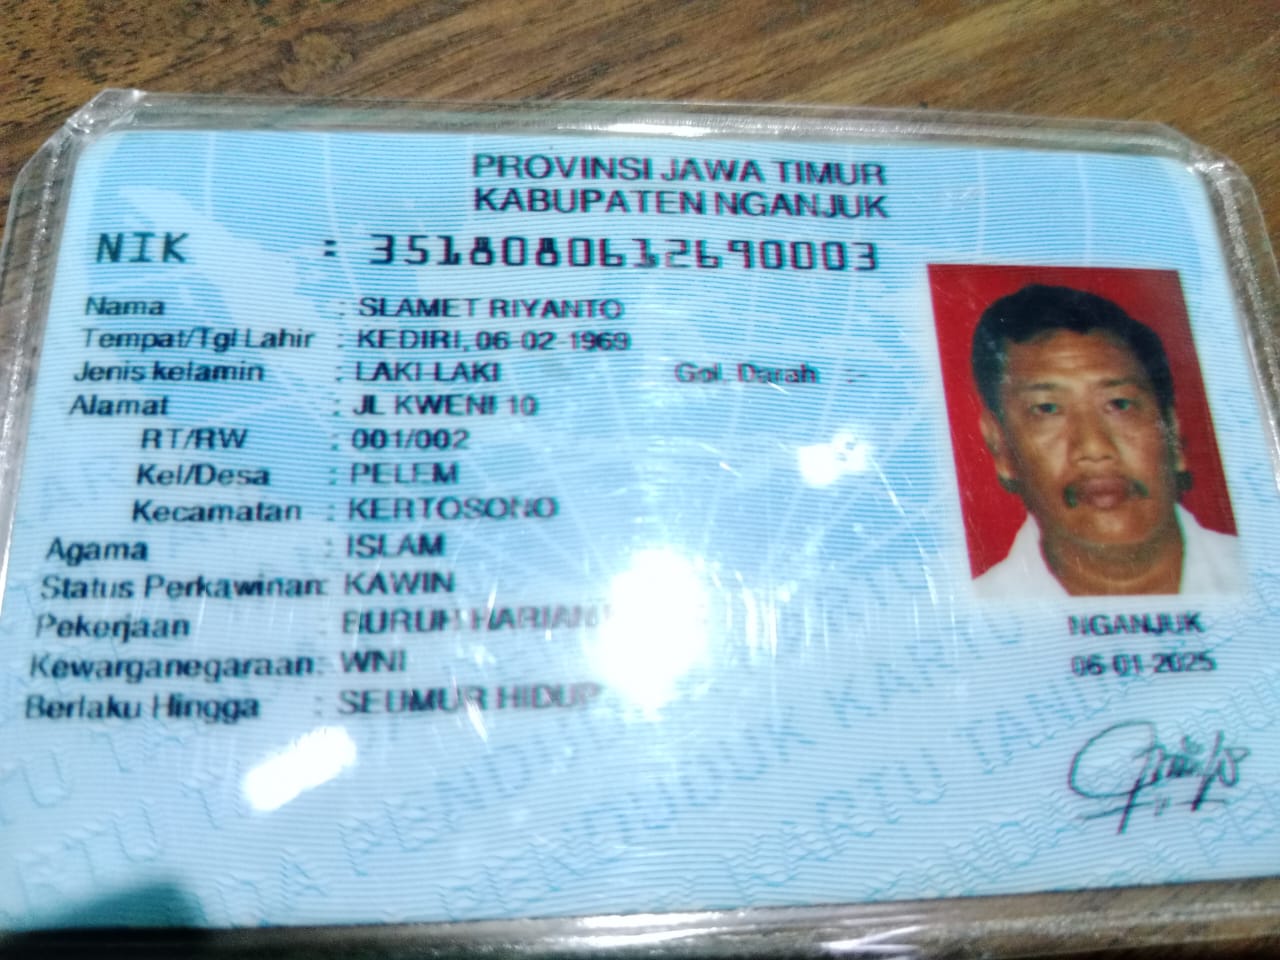 PROVINSI JAWA TIMUR
KABUPATEN NGANJUK
NIK : 3518080612690003
Nama : SLAMET RIYANTO
Tempat/Tgl Lahir : KEDIRI, 06-02-1969
Jenis kelamin : LAKI-LAKI Gol. Darah : -
Alamat : JL KWENI 10
RT/RW : 001/002
Kel/Desa : PELEM
Kecamatan : KERTOSONO
Agama : ISLAM
Status Perkawinan: KAWIN
Pekerjaan : BURUH HARIAN
Kewarganegaraan: WNI
Berlaku Hingga : SEUMUR HIDUP
NGANJUK
06-01-2025